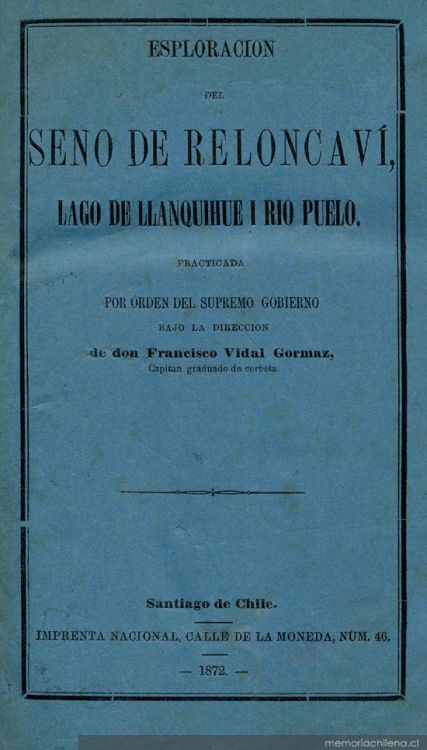 ESPLORACION
DEL
SENO DE RELONCAVÍ,
LAGO DE LLANQUIHUE I RIO PUELO.
PRACTICADA
POR ÓRDEN DEL SUPREMO GOBIERNO
BAJO LA DIRECCION
de don Francisco Vidal Gormaz,
Capitan graduado de corbeta.
Santiago de Chile.
IMPRENTA NACIONAL, CALLE DE LA MONEDA, NÚM. 46.
— 1872. —
memoriachilena.cl